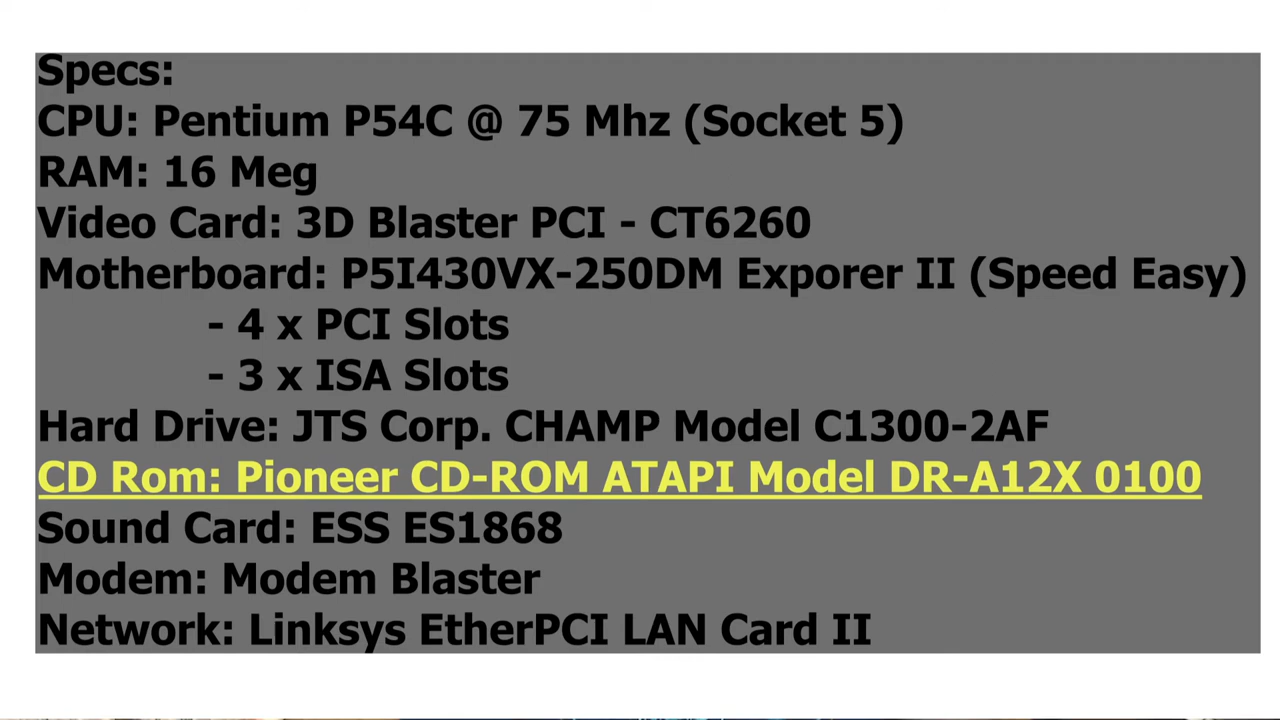 Specs:
CPU: Pentium P54C @ 75 Mhz (Socket 5)
RAM: 16 Meg
Video Card: 3D Blaster PCI - CT6260
Motherboard: P5I430VX-250DM Exporer II (Speed Easy)
- 4 x PCI Slots
- 3 x ISA Slots
Hard Drive: JTS Corp. CHAMP Model C1300-2AF
CD Rom: Pioneer CD-ROM ATAPI Model DR-A12X 0100
Sound Card: ESS ES1868
Modem: Modem Blaster
Network: Linksys EtherPCI LAN Card II